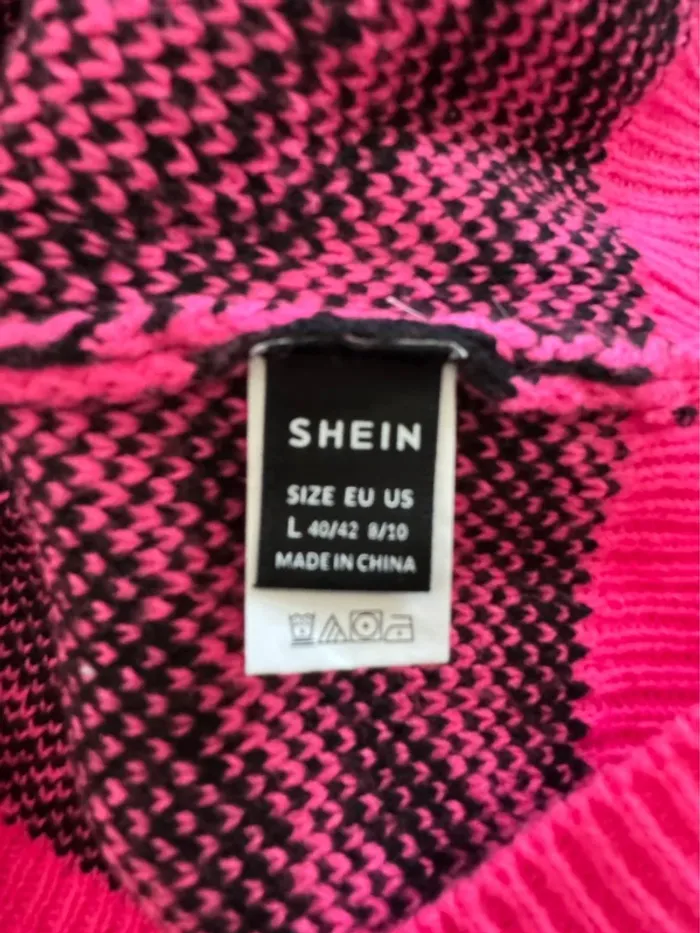 SHEIN
SIZE EU US
L 40/42 8/10
MADE IN CHINA